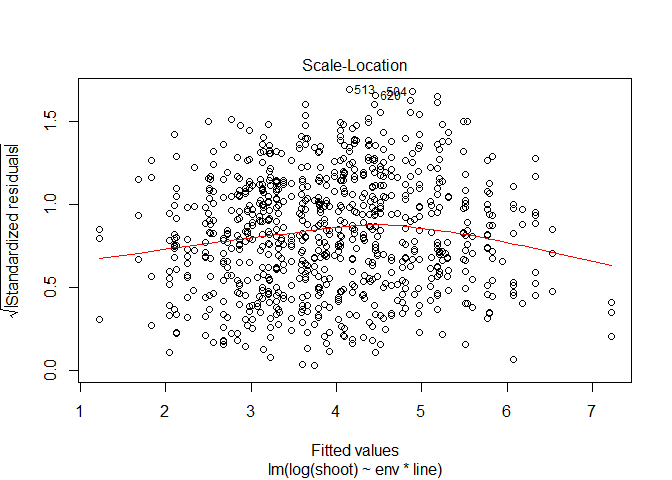 Scale-Location
513
594
620
√|Standardized residuals|
0.0
0.5
1.0
1.5
1 2 3 4 5 6 7
Fitted values
lm(log(shoot) ~ env * line)